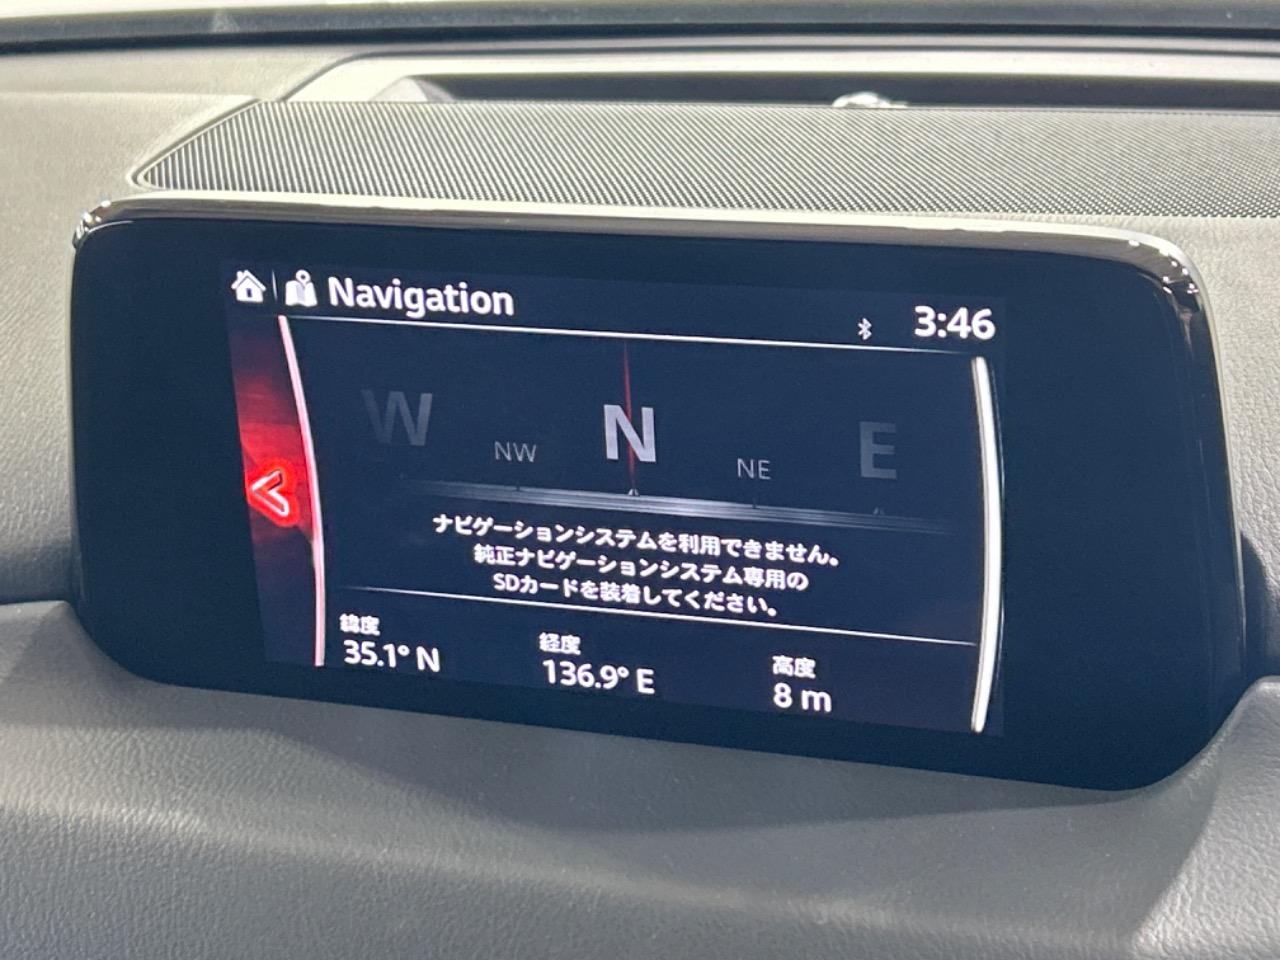 Navigation
3:46
W NW N NE E
ナビゲーションシステムを利用できません。
純正ナビゲーションシステム専用の
SDカードを装着してください。
緯度 経度 高度
35.1° N 136.9° E 8 m